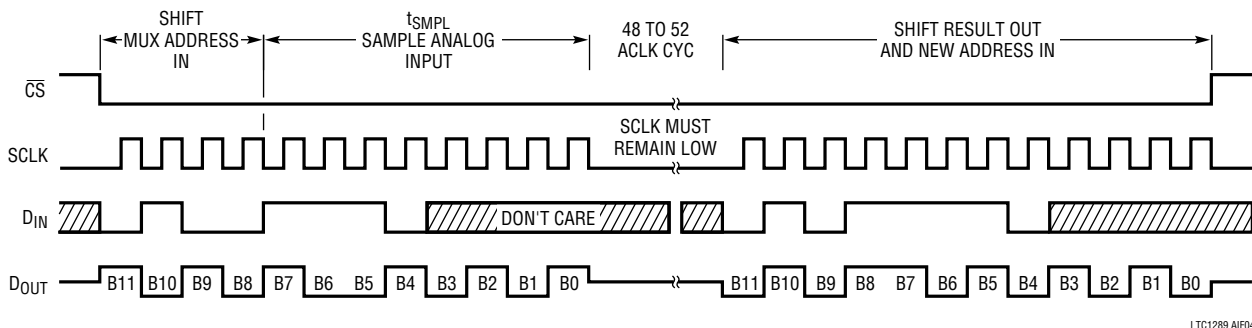 SHIFT
MUX ADDRESS
IN
tSMPL
SAMPLE ANALOG
INPUT
48 TO 52
ACLK CYC
SHIFT RESULT OUT
AND NEW ADDRESS IN
CS
SCLK
SCLK MUST
REMAIN LOW
DIN
DON'T CARE
DOUT
B11 B10 B9 B8 B7 B6 B5 B4 B3 B2 B1 B0
B11 B10 B9 B8 B7 B6 B5 B4 B3 B2 B1 B0